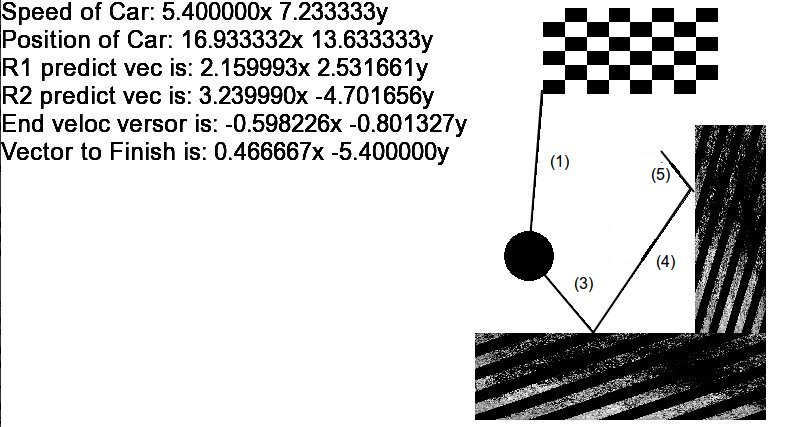 Speed of Car: 5.400000x 7.233333y
Position of Car: 16.933332x 13.633333y
R1 predict vec is: 2.159993x 2.531661y
R2 predict vec is: 3.239990x -4.701656y
End veloc versor is: -0.598226x -0.801327y
Vector to Finish is: 0.466667x -5.400000y
(1)
(5)
(4)
(3)